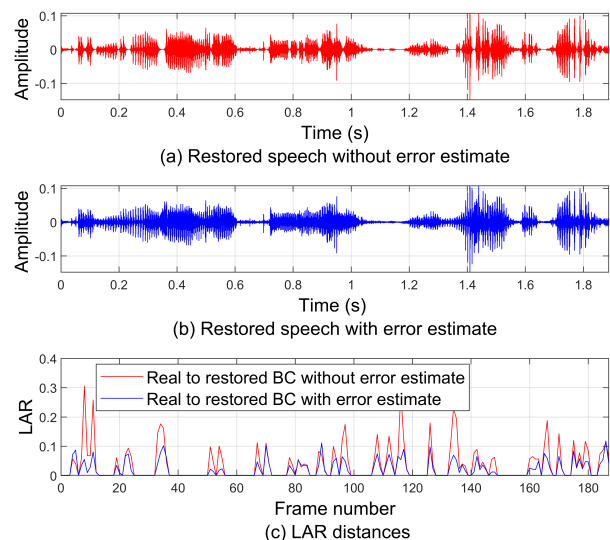 0.1
0
-0.1
Amplitude
0 0.2 0.4 0.6 0.8 1 1.2 1.4 1.6 1.8
Time (s)
(a) Restored speech without error estimate
0.1
0
-0.1
Amplitude
0 0.2 0.4 0.6 0.8 1 1.2 1.4 1.6 1.8
Time (s)
(b) Restored speech with error estimate
0.4
0.3
0.2
0.1
0
LAR
Real to restored BC without error estimate
Real to restored BC with error estimate
0 20 40 60 80 100 120 140 160 180
Frame number
(c) LAR distances